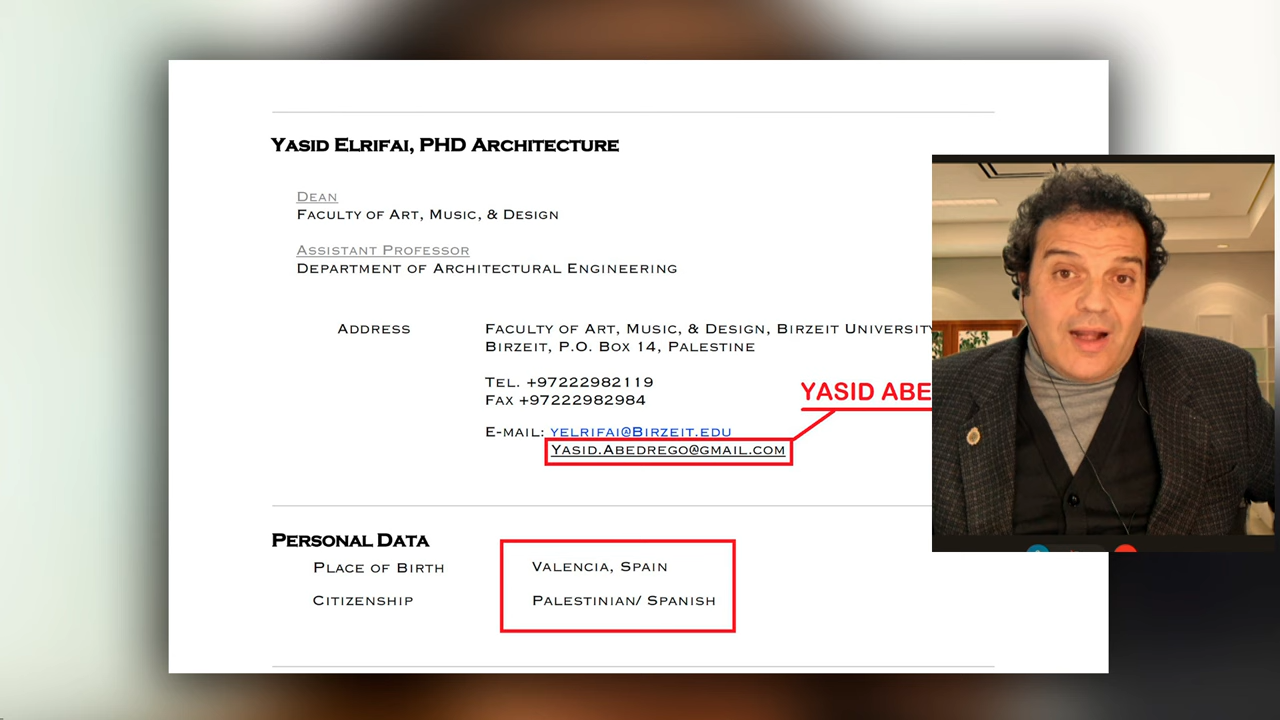 YASID ELRIFAI, PHD ARCHITECTURE
DEAN
FACULTY OF ART, MUSIC, & DESIGN
ASSISTANT PROFESSOR
DEPARTMENT OF ARCHITECTURAL ENGINEERING
ADDRESS FACULTY OF ART, MUSIC, & DESIGN, BIRZEIT UNIVERSITY
BIRZEIT, P.O. BOX 14, PALESTINE
TEL. +97222982119
FAX +97222982984
YASID ABE
E-MAIL: YELRIFAI@BIRZEIT.EDU
YASID.ABEDREGO@GMAIL.COM
PERSONAL DATA
PLACE OF BIRTH VALENCIA, SPAIN
CITIZENSHIP PALESTINIAN/ SPANISH